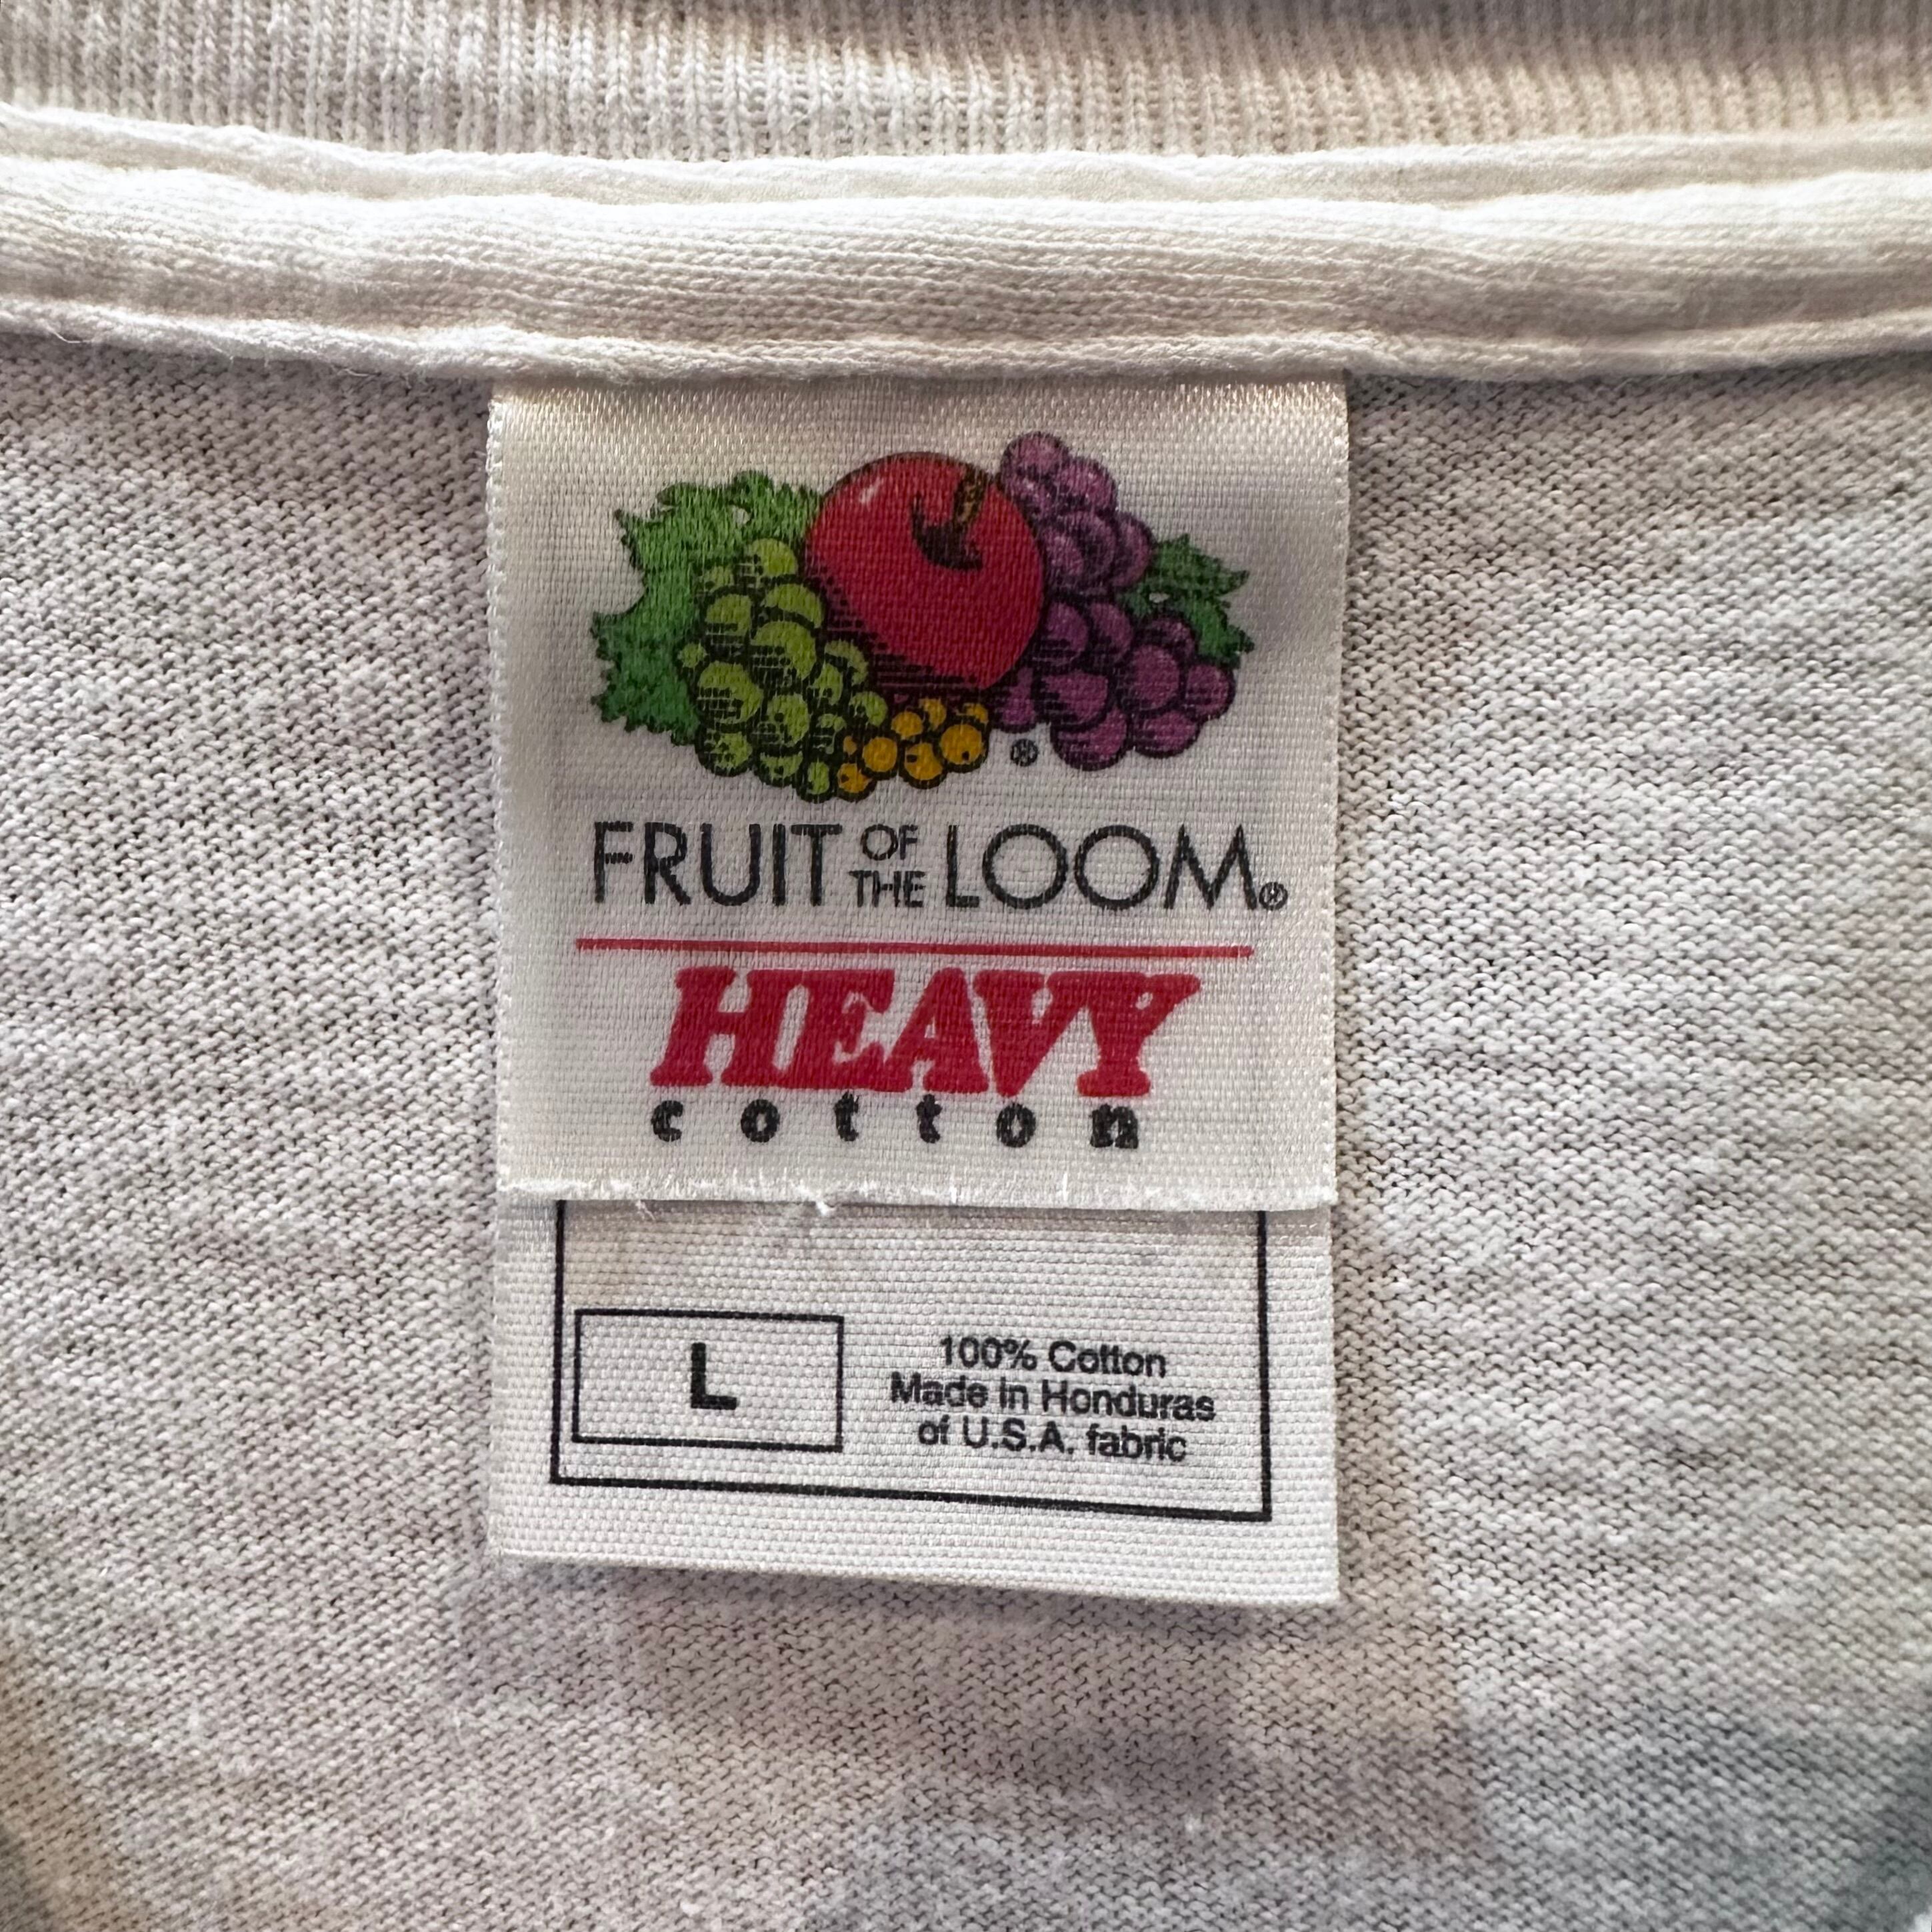 ®
FRUIT OF THE LOOM®
HEAVY
cotton
L
100% Cotton
Made in Honduras
of U.S.A. fabric